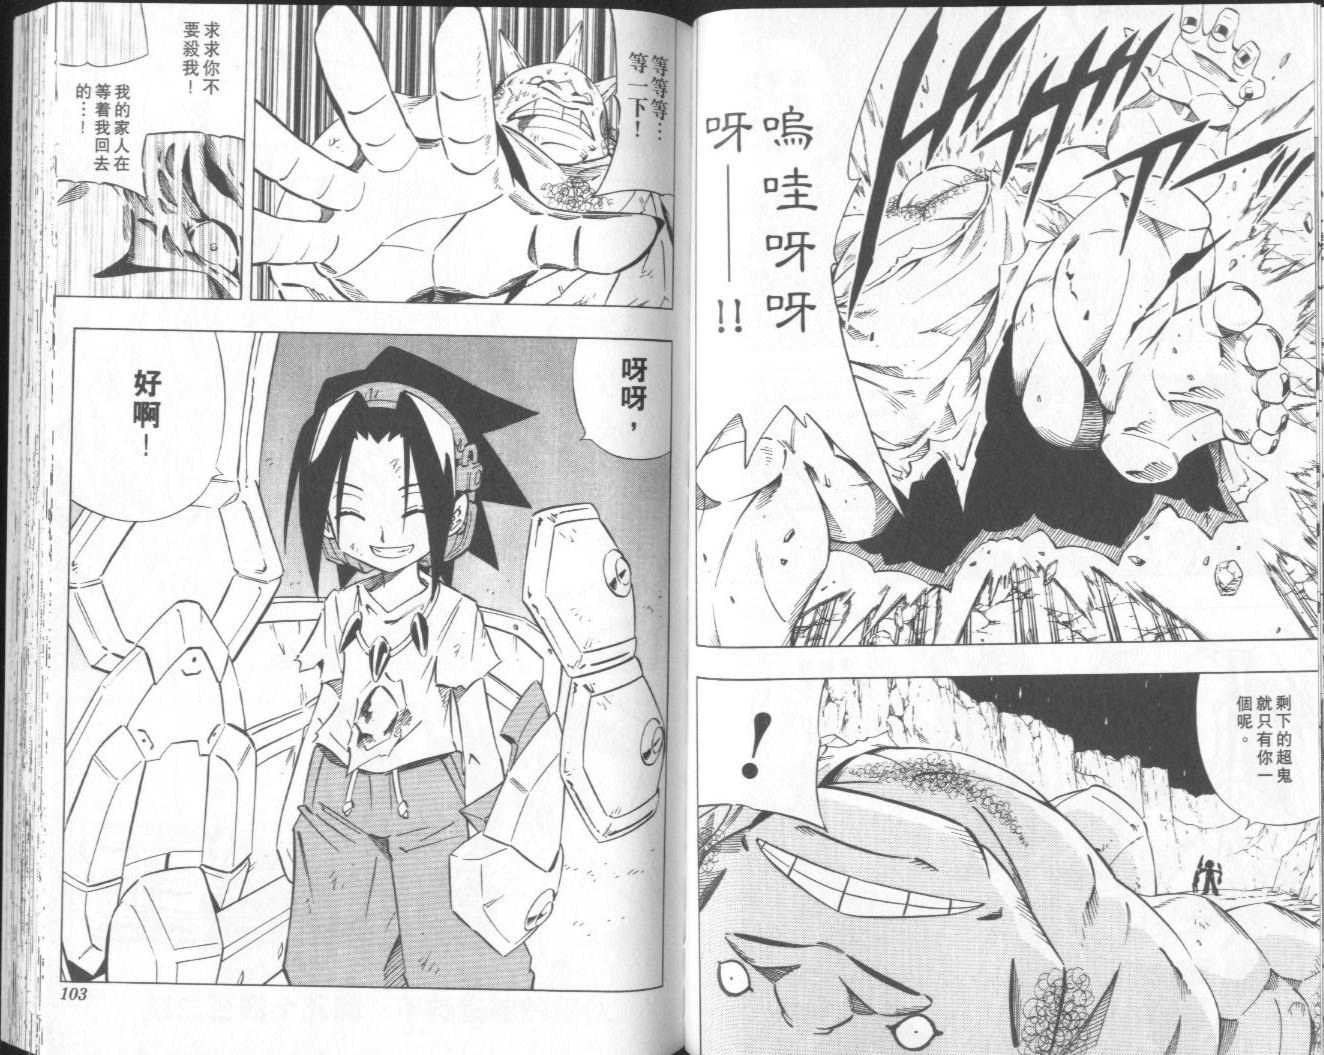 嗚哇呀呀
呀——!!
剩下的超鬼
就只有你一
個呢。
!
等等等…
等一下！
求求你不
要殺我！
我的家人在
等着我回去
的…！
呀呀，
好啊！
103